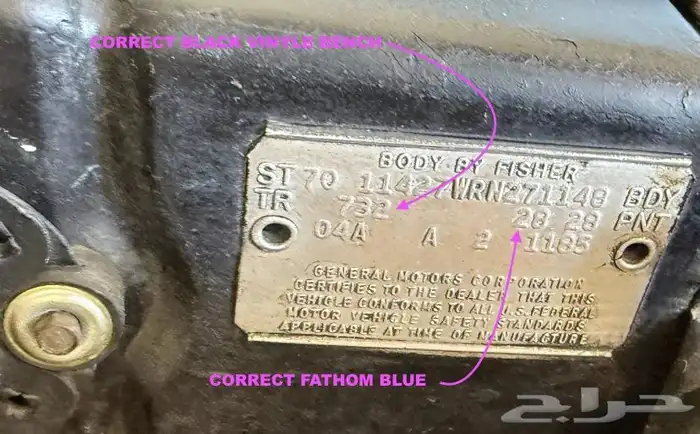 CORRECT BLACK VINYLE BENCH
BODY BY FISHER
ST 70 11427 WRN271148 BDY
TR 732 28 28 PNT
04A A 2 1185
GENERAL MOTORS CORPORATION
CERTIFIES TO THE DEALER THAT THIS
VEHICLE CONFORMS TO ALL U.S. FEDERAL
MOTOR VEHICLE SAFETY STANDARDS
APPLICABLE AT TIME OF MANUFACTURE
CORRECT FATHOM BLUE
حراج